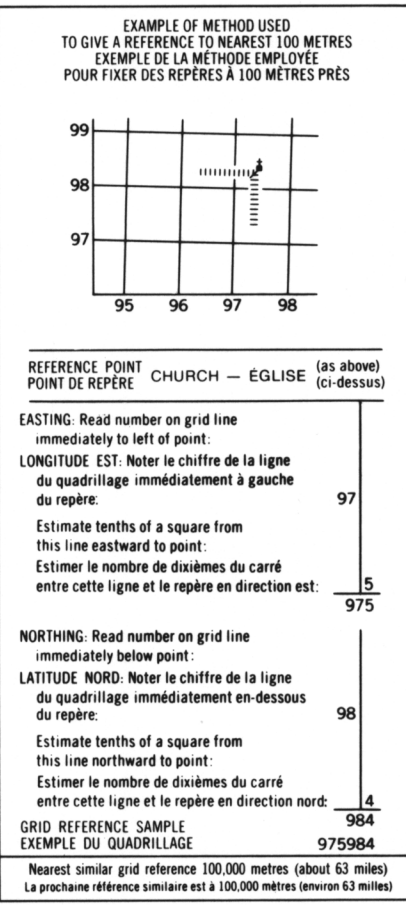 EXAMPLE OF METHOD USED
TO GIVE A REFERENCE TO NEAREST 100 METRES
EXEMPLE DE LA MÉTHODE EMPLOYÉE
POUR FIXER DES REPÈRES À 100 MÈTRES PRÈS
99
98
97
95 96 97 98
REFERENCE POINT
POINT DE REPÈRE
CHURCH — ÉGLISE
(as above)
(ci-dessus)
EASTING: Read number on grid line
immediately to left of point:
LONGITUDE EST: Noter le chiffre de la ligne
du quadrillage immédiatement à gauche
du repère: 97
Estimate tenths of a square from
this line eastward to point:
Estimer le nombre de dixièmes du carré
entre cette ligne et le repère en direction est: 5
975
NORTHING: Read number on grid line
immediately below point:
LATITUDE NORD: Noter le chiffre de la ligne
du quadrillage immédiatement en-dessous
du repère: 98
Estimate tenths of a square from
this line northward to point:
Estimer le nombre de dixièmes du carré
entre cette ligne et le repère en direction nord: 4
984
GRID REFERENCE SAMPLE
EXEMPLE DU QUADRILLAGE 975984
Nearest similar grid reference 100,000 metres (about 63 miles)
La prochaine référence similaire est à 100,000 mètres (environ 63 milles)